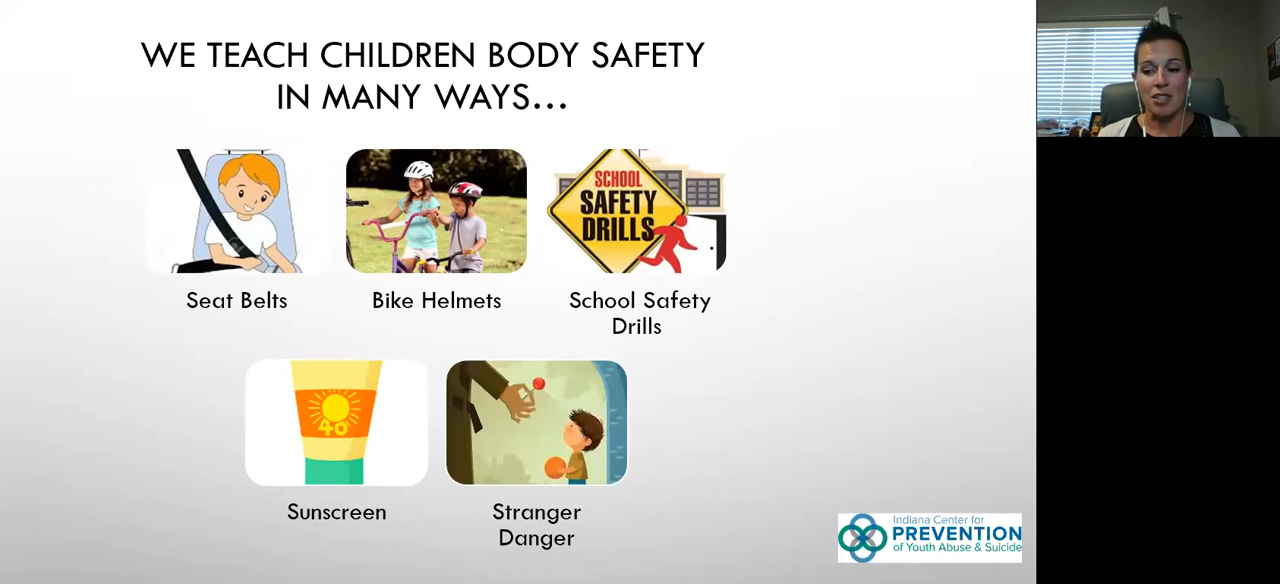 WE TEACH CHILDREN BODY SAFETY
IN MANY WAYS...
SCHOOL
SAFETY
DRILLS
Seat Belts
Bike Helmets
School Safety
Drills
40
Sunscreen
Stranger
Danger
Indiana Center for
PREVENTION
of Youth Abuse & Suicide